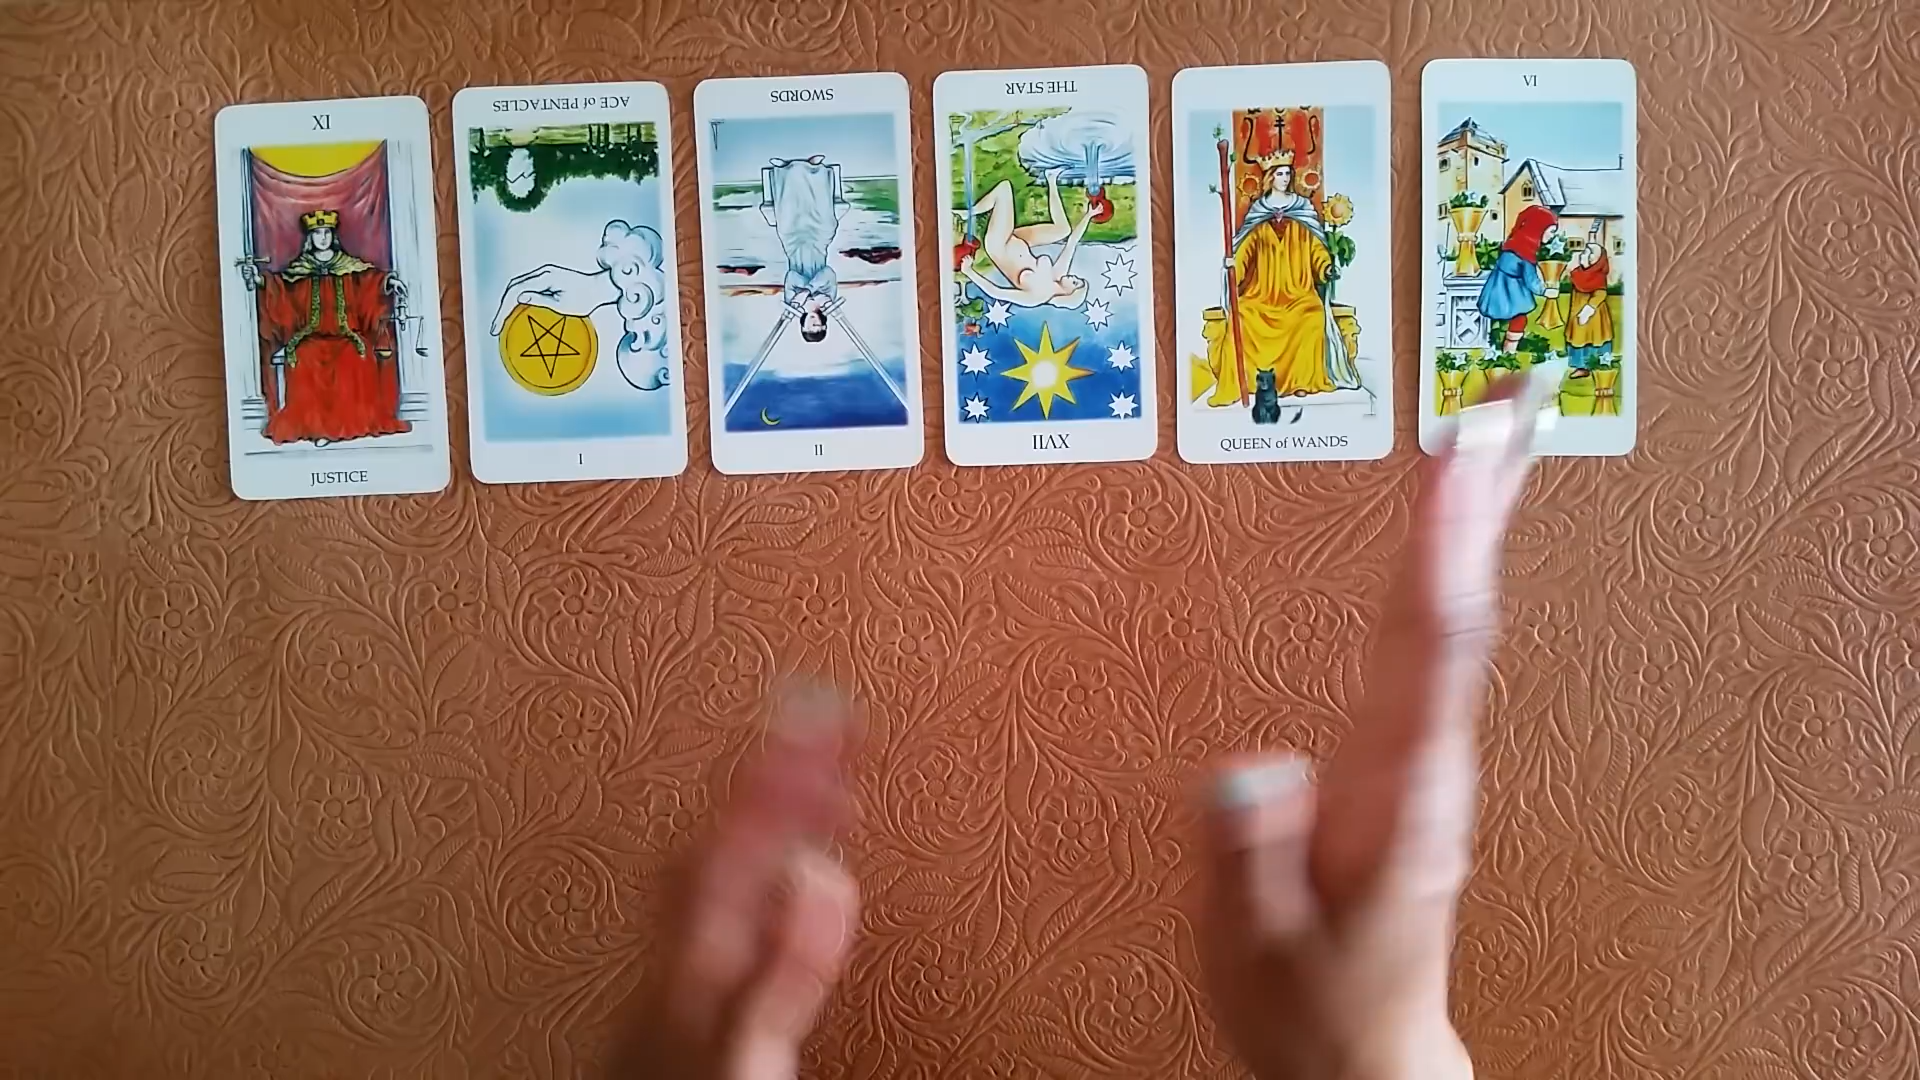 XI
JUSTICE
ACE of PENTACLES
I
SWORDS
II
THE STAR
XVII
QUEEN of WANDS
VI